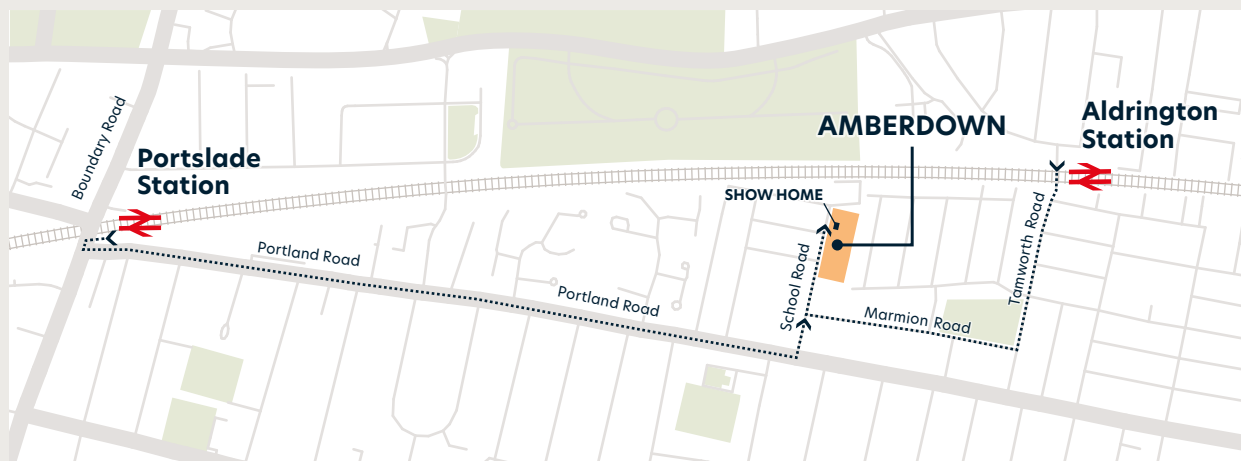 Boundary Road
Portslade
Station
Portland Road
Portland Road
SHOW HOME
AMBERDOWN
School Road
Marmion Road
Tamworth Road
Aldrington
Station